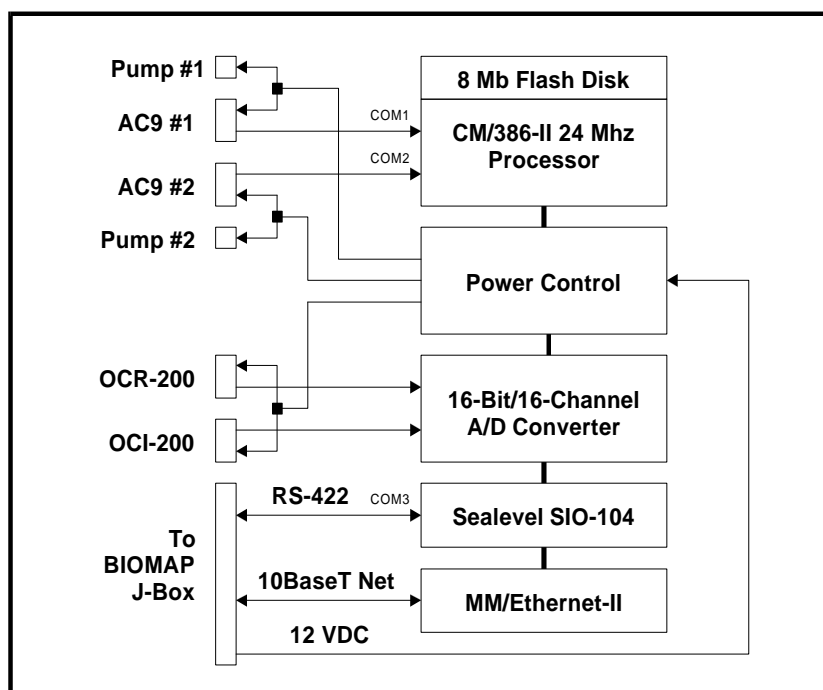 Pump #1
AC9 #1
AC9 #2
Pump #2
OCR-200
OCI-200
To
BIOMAP
J-Box
COM1
COM2
RS-422
COM3
10BaseT Net
12 VDC
8 Mb Flash Disk
CM/386-II 24 Mhz
Processor
Power Control
16-Bit/16-Channel
A/D Converter
Sealevel SIO-104
MM/Ethernet-II